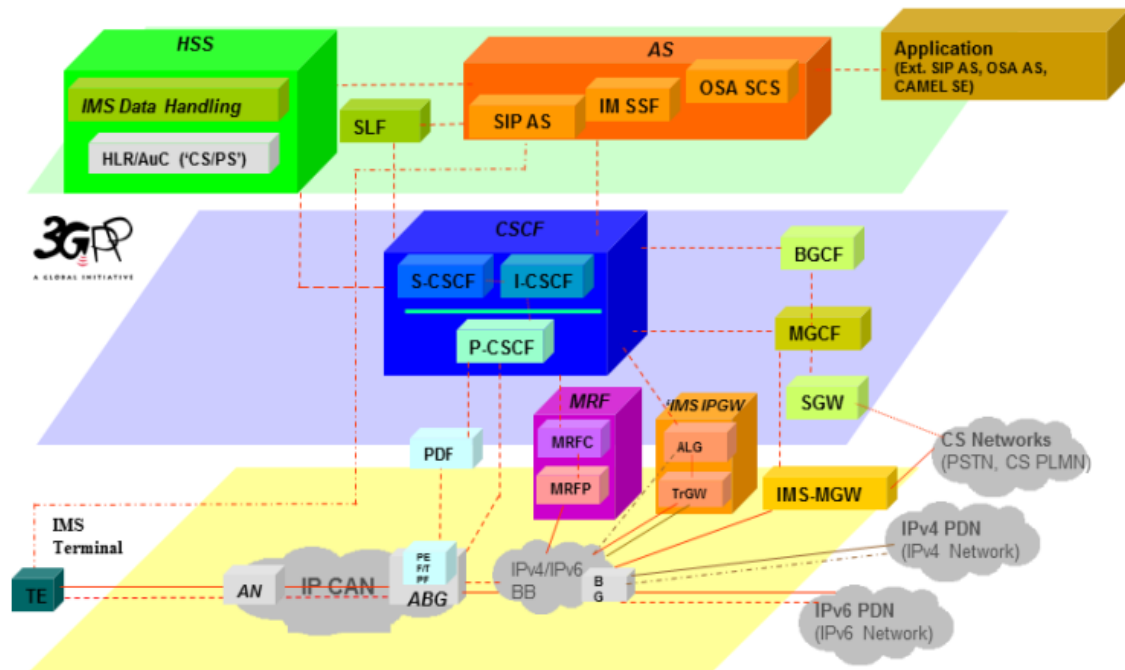 HSS
AS
Application
(Ext. SIP AS, OSA AS,
CAMEL SE)
IMS Data Handling
OSA SCS
IM SSF
SIP AS
SLF
HLR/AuC (‘CS/PS’)
3GPP
A GLOBAL INITIATIVE
CSCF
S-CSCF
I-CSCF
P-CSCF
BGCF
MGCF
SGW
MRF
‘IMS IPGW
MRFC
ALG
MRFP
TrGW
IMS-MGW
CS Networks
(PSTN, CS PLMN)
PDF
IMS
Terminal
TE
AN
IP CAN
PE
F/T
PF
ABG
IPv4/IPv6
BB
B
G
IPv4 PDN
(IPv4 Network)
IPv6 PDN
(IPv6 Network)